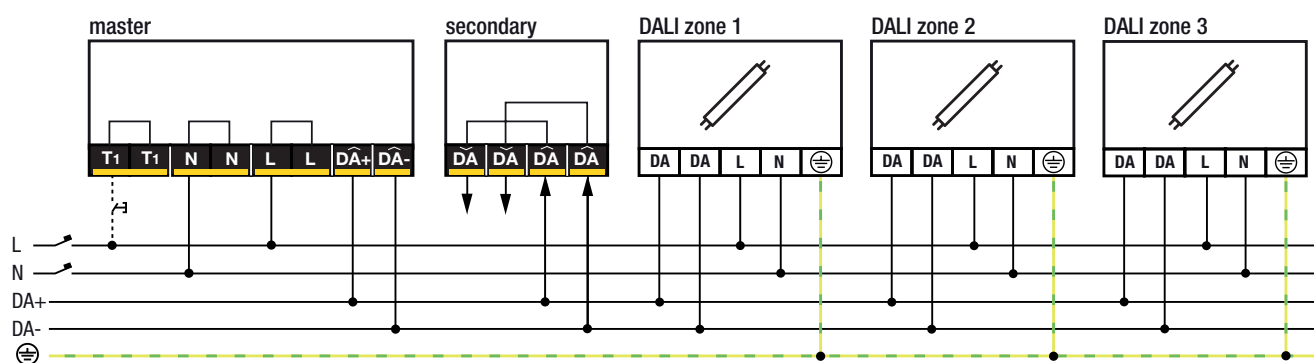 master secondary DALI zone 1 DALI zone 2 DALI zone 3
T1 T1 N N L L DA+ DA- DA DA DA DA DA DA L N DA DA L N DA DA L N
L
N
DA+
DA-